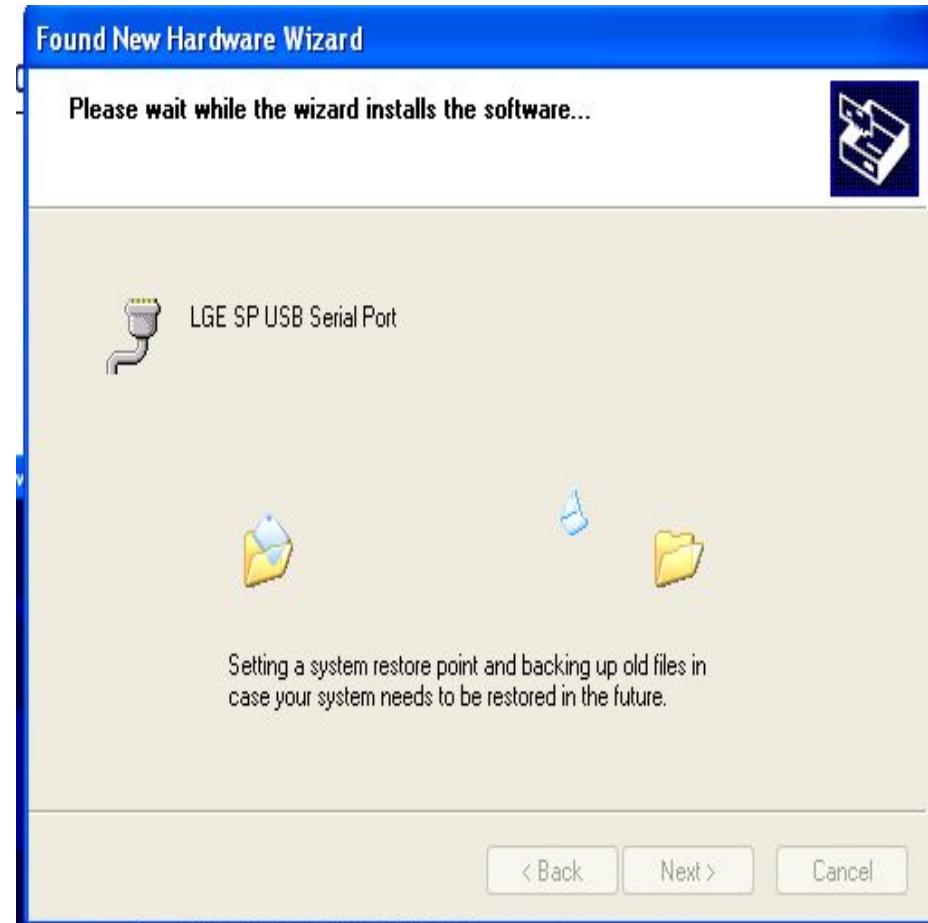 Found New Hardware Wizard
Please wait while the wizard installs the software...
LGE SP USB Serial Port
Setting a system restore point and backing up old files in
case your system needs to be restored in the future.
< Back
Next >
Cancel